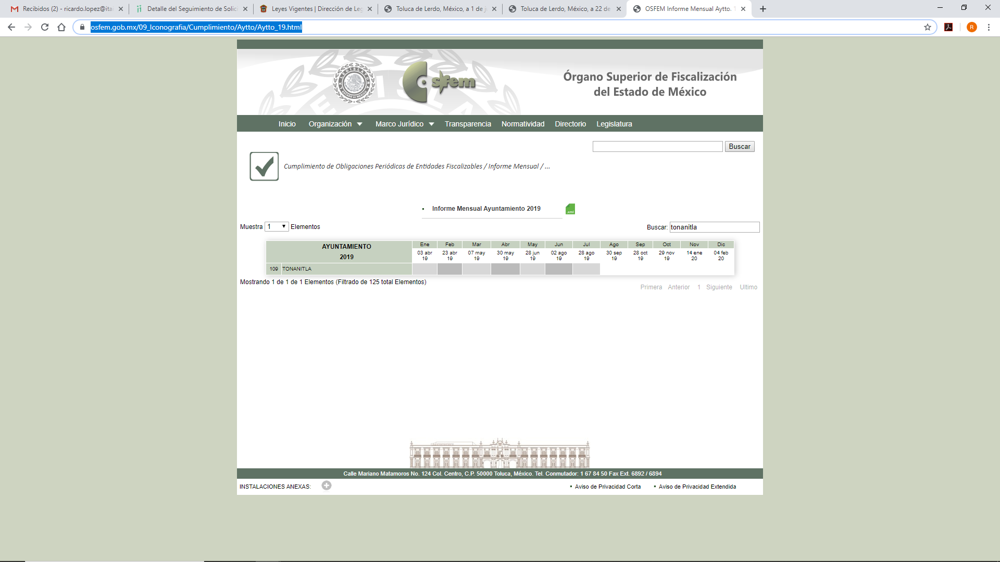 Recibidos (2) - ricardo.lopez@ita
Detalle del Seguimiento de Solic
Leyes Vigentes | Dirección de Leg
Toluca de Lerdo, México, a 1 de j
Toluca de Lerdo, México, a 22 de
OSFEM Informe Mensual Aytto.
osfem.gob.mx/09_Iconografia/Cumplimiento/Aytto/Aytto_19.html
R
LEGISLATURA
ESTADO DE MÉXICO
Osfem
Órgano Superior de Fiscalización
del Estado de México
Inicio Organización Marco Jurídico Transparencia Normatividad Directorio Legislatura
Buscar
Cumplimiento de Obligaciones Periódicas de Entidades Fiscalizables / Informe Mensual / ...
Informe Mensual Ayuntamiento 2019
.xml
Muestra 1 Elementos
Buscar: tonanitla
AYUNTAMIENTO
2019
Ene Feb Mar Abr May Jun Jul Ago Sep Oct Nov Dic
03 abr 19 23 abr 19 07 may 19 30 may 19 28 jun 19 02 ago 19 28 ago 19 30 sep 19 28 oct 19 29 nov 19 14 ene 20 04 feb 20
109 TONANITLA
Mostrando 1 de 1 de 1 Elementos (Filtrado de 125 total Elementos)
Primera Anterior 1 Siguiente Ultimo
Calle Mariano Matamoros No. 124 Col. Centro, C.P. 50000 Toluca, México. Tel. Conmutador: 1 67 84 50 Fax Ext. 6892 / 6894
INSTALACIONES ANEXAS:
Aviso de Privacidad Corta
Aviso de Privacidad Extendida